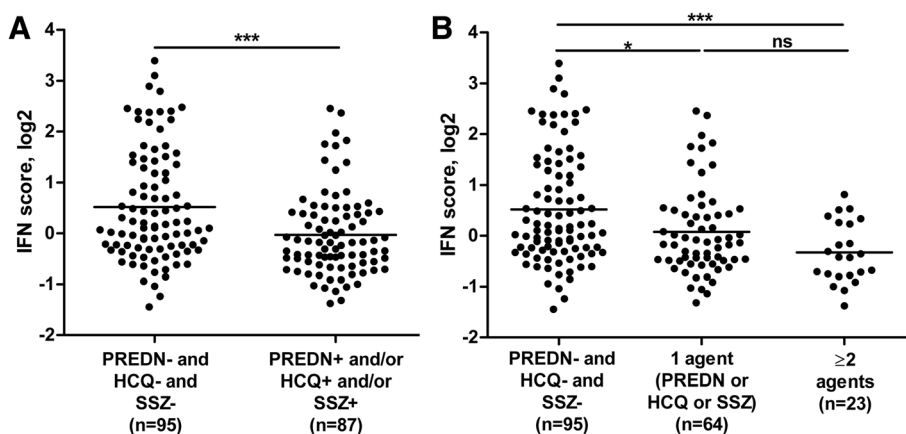 A
***
IFN score, log2
4
3
2
1
0
-1
-2
PREDN- and
HCQ- and
SSZ-
(n=95)
PREDN+ and/or
HCQ+ and/or
SSZ+
(n=87)
B
***
*
ns
IFN score, log2
4
3
2
1
0
-1
-2
PREDN- and
HCQ- and
SSZ-
(n=95)
1 agent
(PREDN or
HCQ or SSZ)
(n=64)
≥2
agents
(n=23)